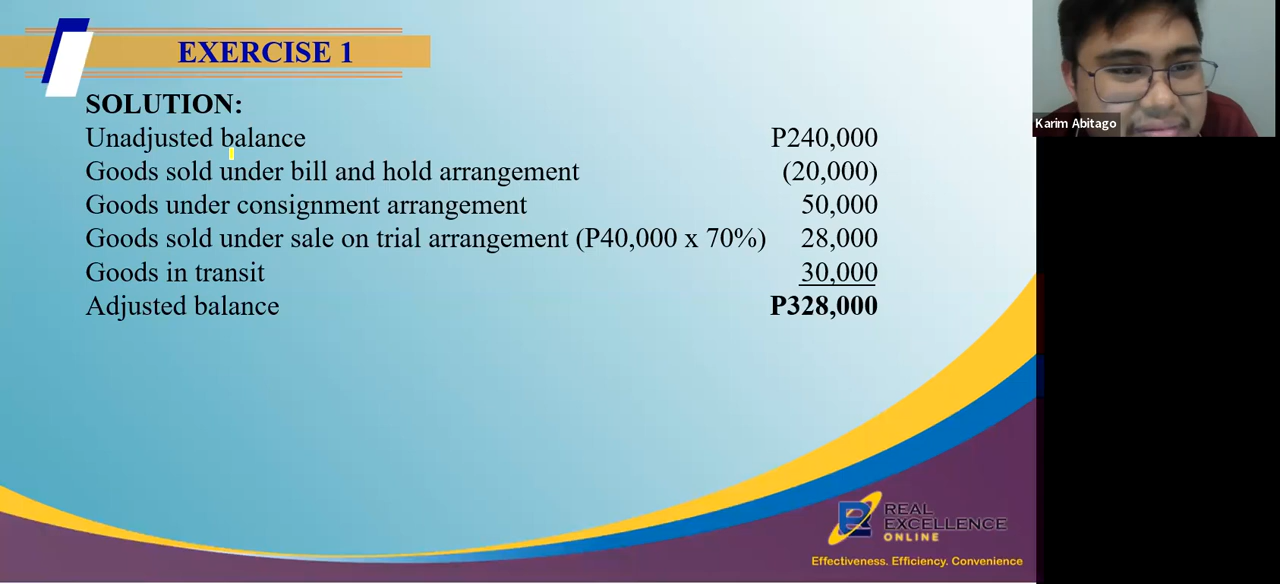 EXERCISE 1
SOLUTION:
Unadjusted balance P240,000
Goods sold under bill and hold arrangement (20,000)
Goods under consignment arrangement 50,000
Goods sold under sale on trial arrangement (P40,000 x 70%) 28,000
Goods in transit 30,000
Adjusted balance P328,000
Karim Abitago
REAL
EXCELLENCE
ONLINE
Effectiveness. Efficiency. Convenience